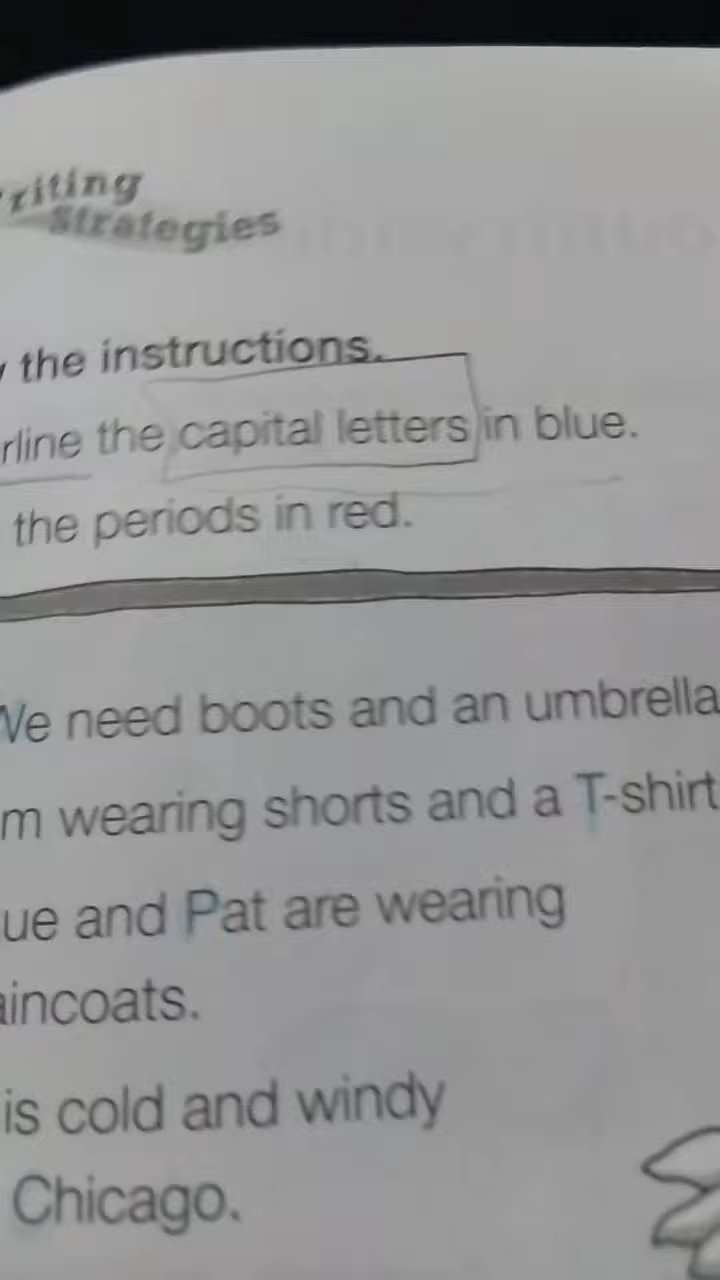 riting
Strategies
the instructions.
rline the capital letters in blue.
the periods in red.
We need boots and an umbrella
m wearing shorts and a T-shirt
ue and Pat are wearing
aincoats.
is cold and windy
Chicago.